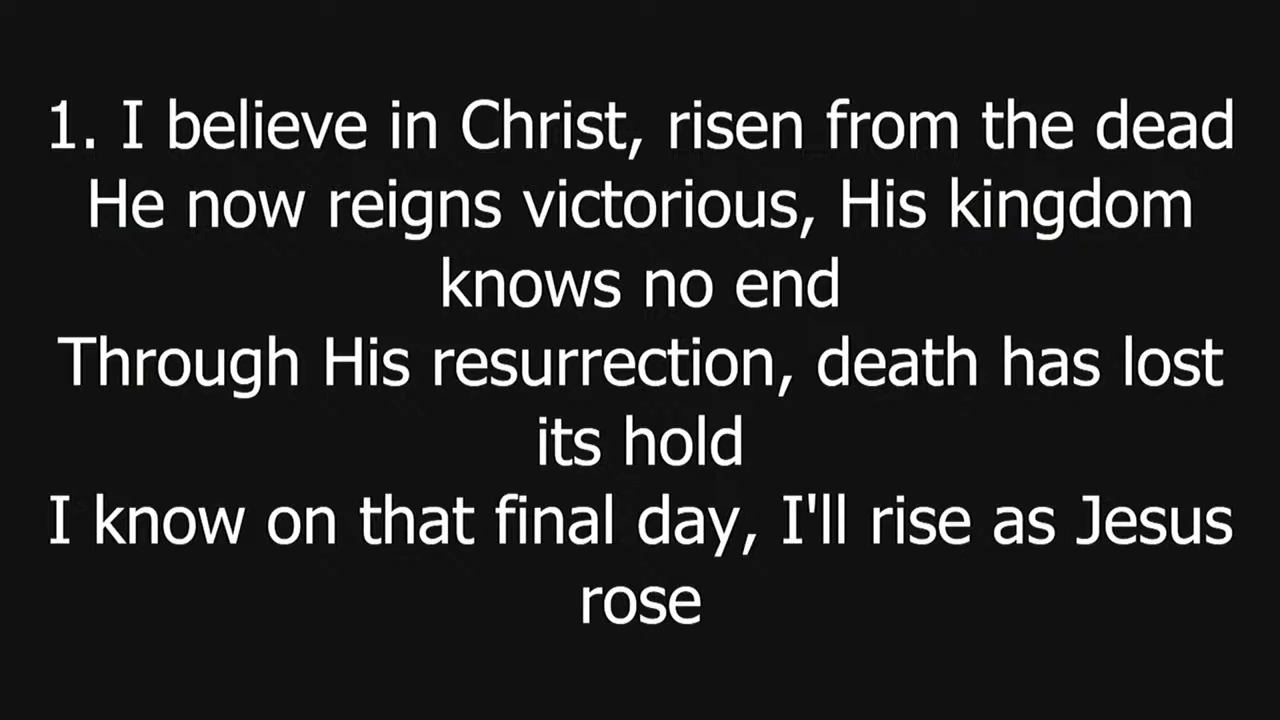 1. I believe in Christ, risen from the dead
He now reigns victorious, His kingdom
knows no end
Through His resurrection, death has lost
its hold
I know on that final day, I'll rise as Jesus
rose